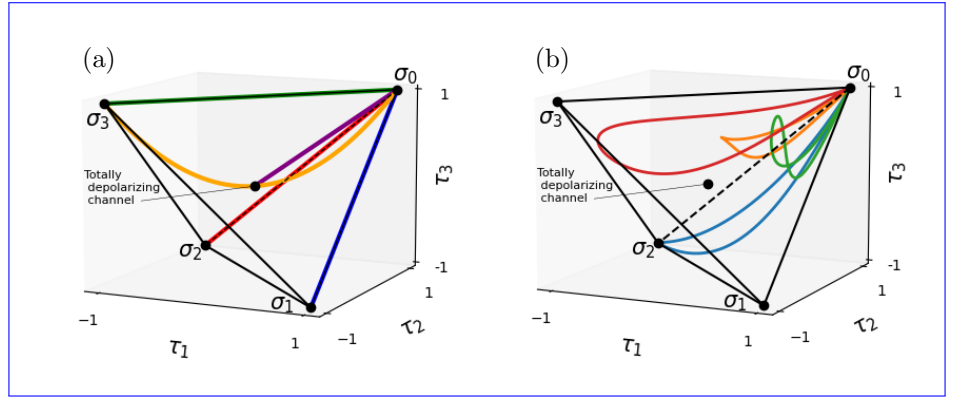 (a)
(b)
σ0
σ0
1
1
σ3
σ3
τ3
τ3
Totally
depolarizing
channel
Totally
depolarizing
channel
σ2
σ2
-1
-1
σ1
σ1
1
1
−1
−1
τ2
τ2
1
−1
1
−1
τ1
τ1